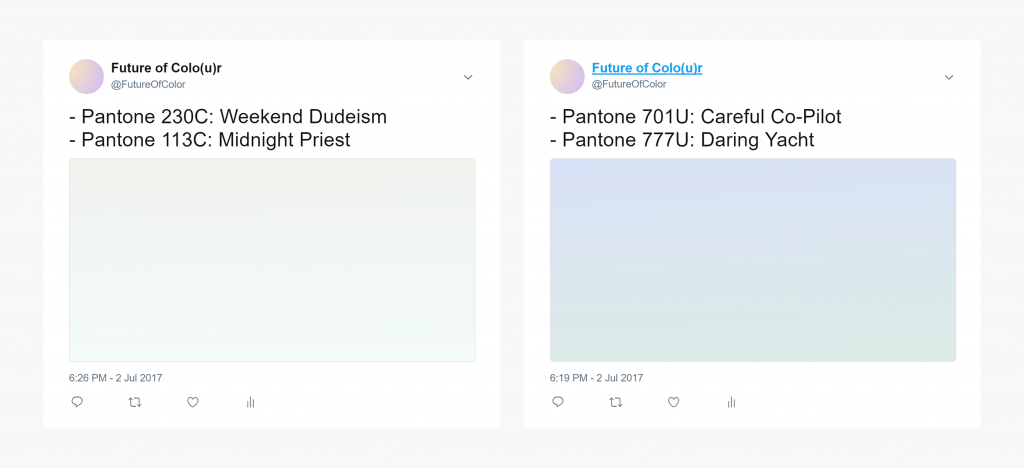 Future of Colo(u)r
@FutureOfColor
- Pantone 230C: Weekend Dudeism
- Pantone 113C: Midnight Priest
6:26 PM - 2 Jul 2017
Future of Colo(u)r
@FutureOfColor
- Pantone 701U: Careful Co-Pilot
- Pantone 777U: Daring Yacht
6:19 PM - 2 Jul 2017